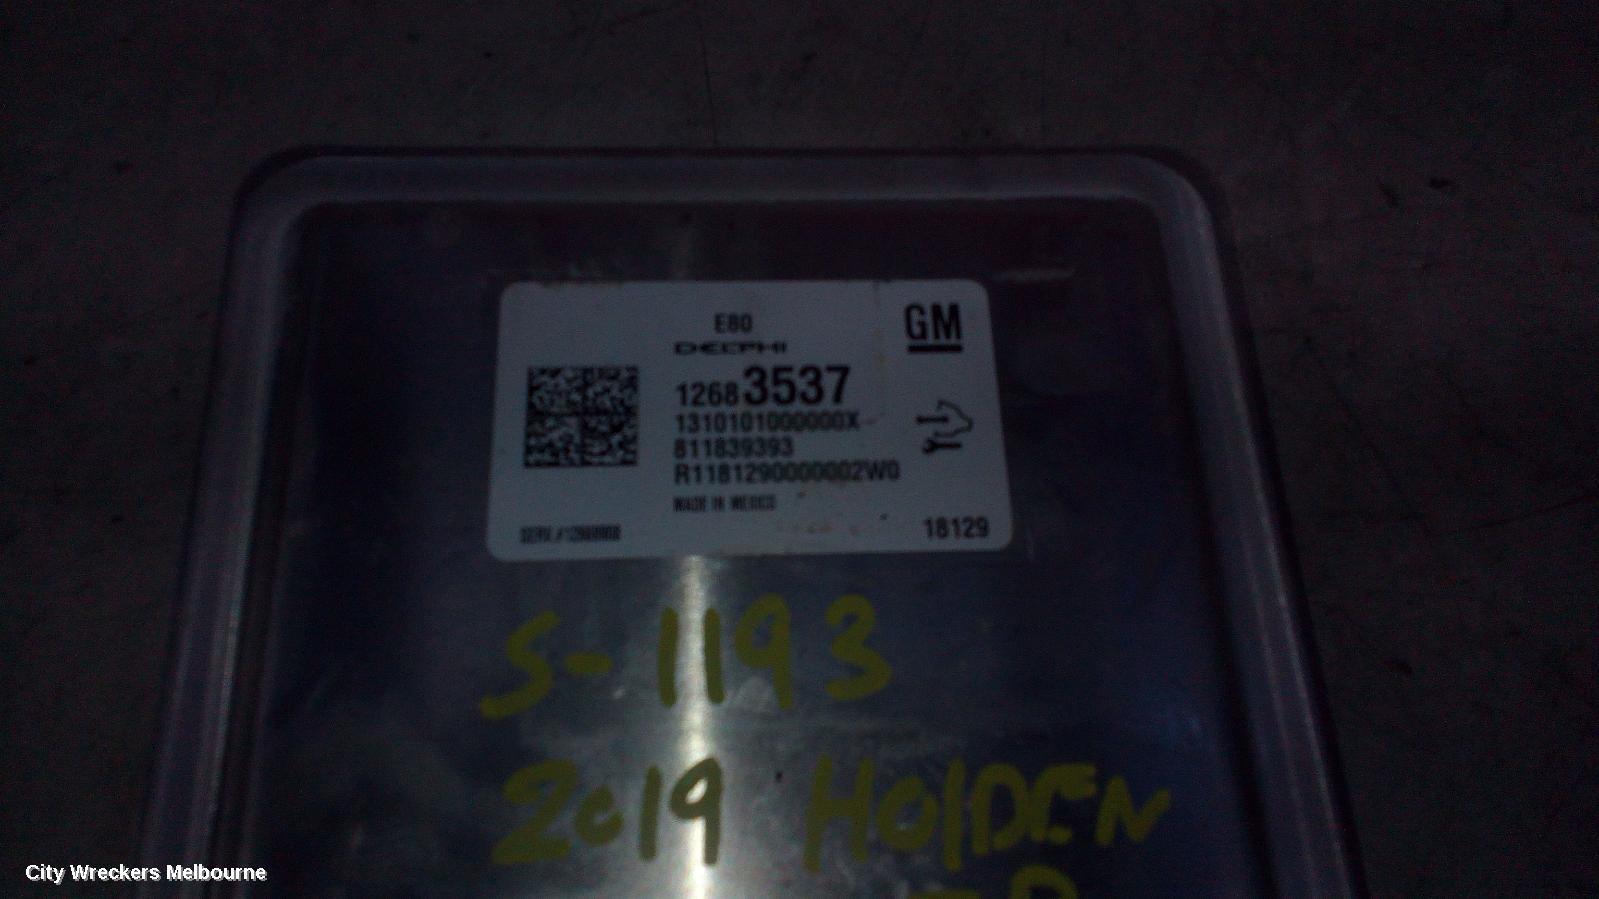 E80
GM
DELPHI
12683537
1310101000000X
811839393
R1181290000002W0
MADE IN MEXICO
18129
S-1193
2019 HOLDEN
City Wreckers Melbourne